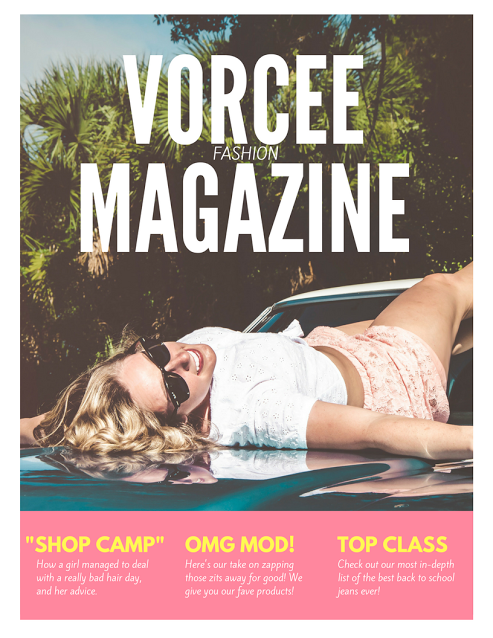 VORCEE
FASHION
MAGAZINE
"SHOP CAMP"
How a girl managed to deal
with a really bad hair day,
and her advice.
OMG MOD!
Here's our take on zapping
those zits away for good! We
give you our fave products!
TOP CLASS
Check out our most in-depth
list of the best back to school
jeans ever!